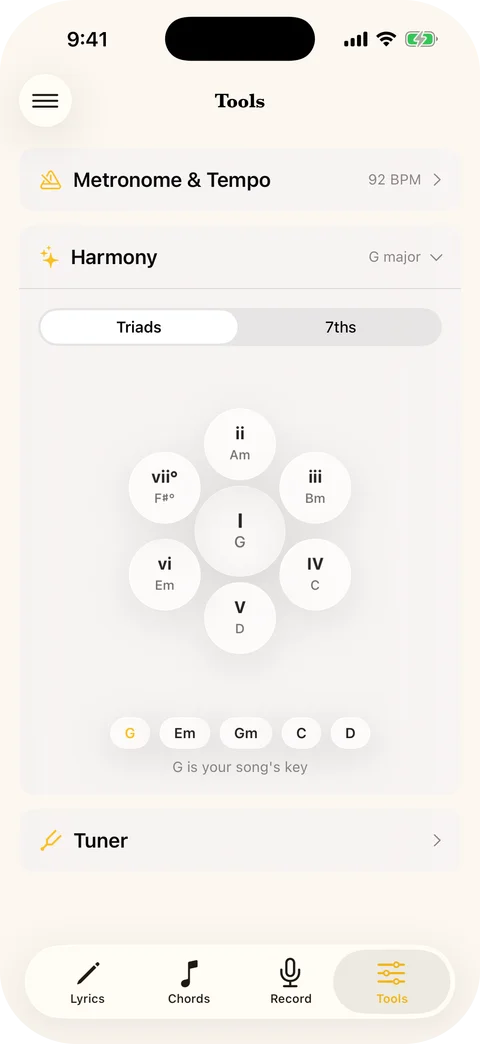 9:41
Tools
Metronome & Tempo 92 BPM
Harmony G major
Triads 7ths
ii
Am
vii° iii
F#° Bm
I
G
vi IV
Em C
V
D
G Em Gm C D
G is your song's key
Tuner
Lyrics Chords Record Tools